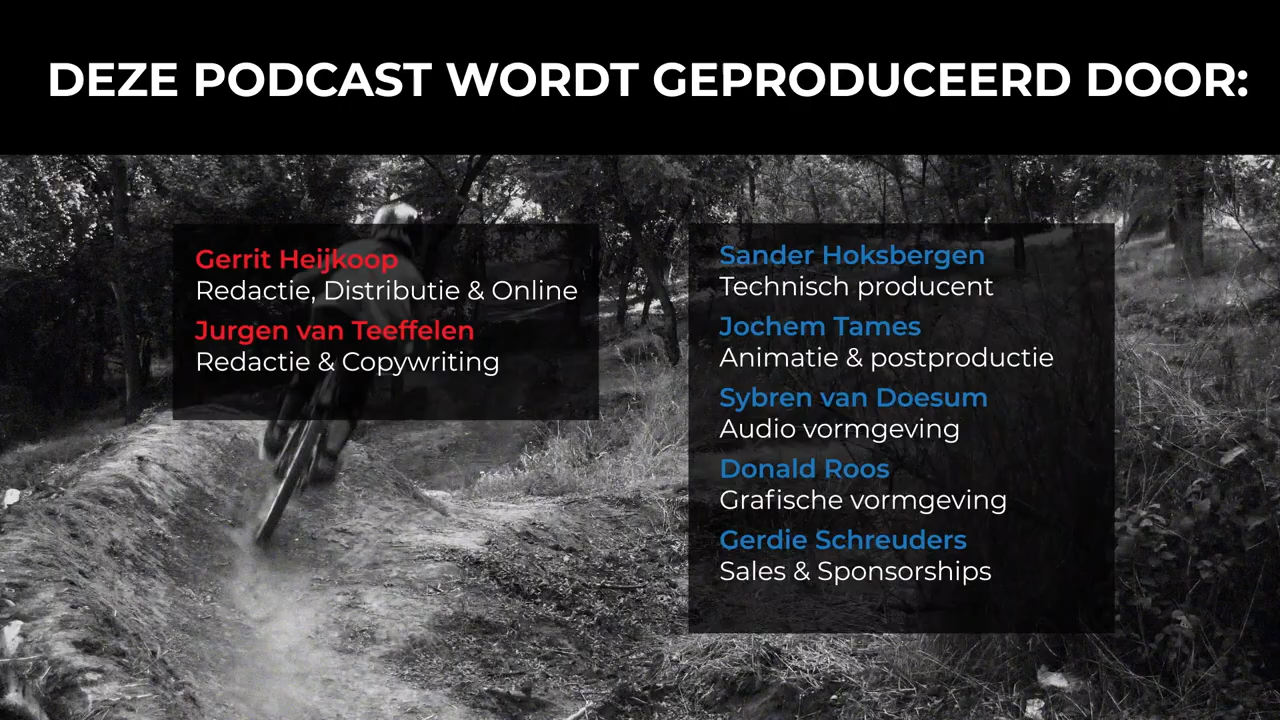 DEZE PODCAST WORDT GEPRODUCEERD DOOR:
Gerrit Heijkoop
Redactie, Distributie & Online
Jurgen van Teeffelen
Redactie & Copywriting
Sander Hoksbergen
Technisch producent
Jochem Tames
Animatie & postproductie
Sybren van Doesum
Audio vormgeving
Donald Roos
Grafische vormgeving
Gerdie Schreuders
Sales & Sponsorships